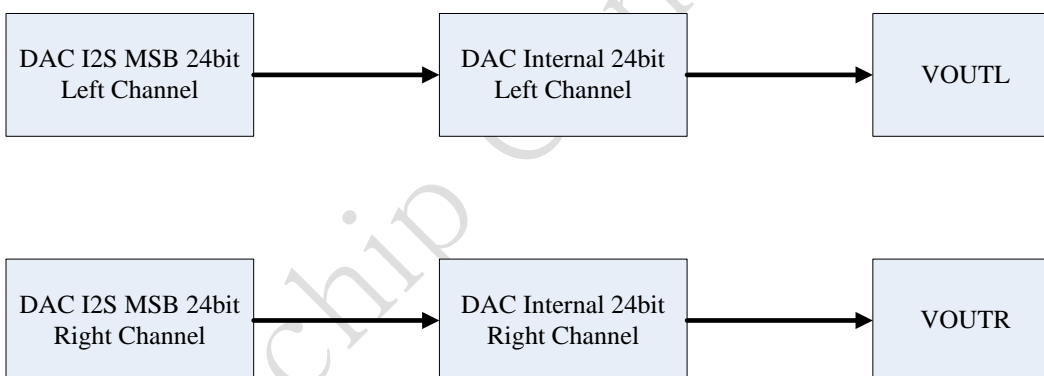 DAC I2S MSB 24bit
Left Channel
DAC Internal 24bit
Left Channel
VOUTL
DAC I2S MSB 24bit
Right Channel
DAC Internal 24bit
Right Channel
VOUTR
chip